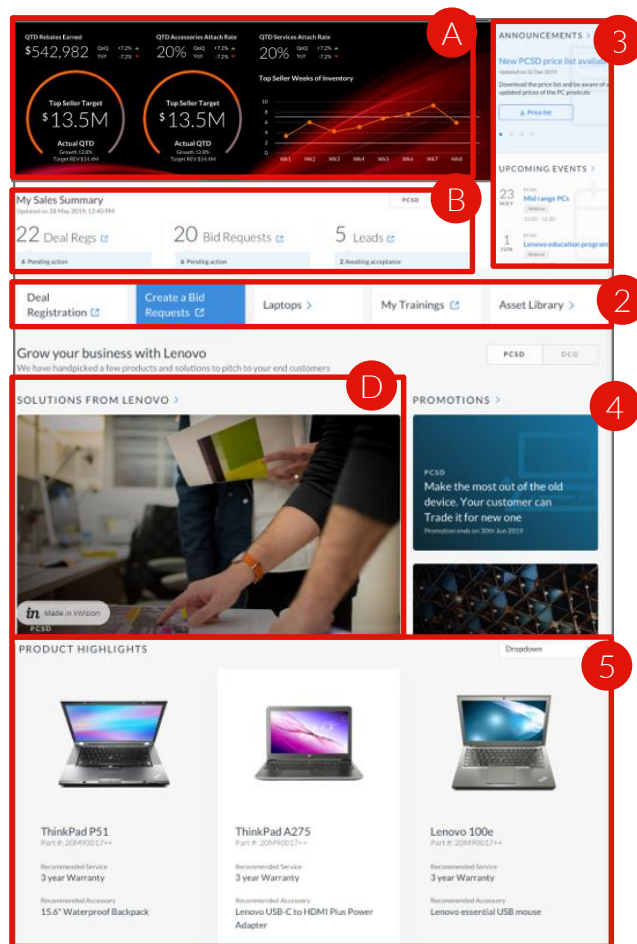 A
QTD Rebates Earned
$542,982 QoQ +7.2%
YoY -7.2%
QTD Accessories Attach Rate
20% QoQ +7.2%
YoY -7.2%
QTD Services Attach Rate
20% QoQ +7.2%
YoY -7.2%
Top Seller Target
$13.5M
Actual QTD
Growth 12.8%
Target REV $14.4M
Top Seller Target
$13.5M
Actual QTD
Growth 12.8%
Target REV $14.4M
Top Seller Weeks of Inventory
10
8
6
4
2
0
Wk1 Wk2 Wk3 Wk4 Wk5 Wk6 Wk7 Wk8
3
ANNOUNCEMENTS >
New PCSD price list availa
Updated on 31 Dec 2019
Download the price list and be aware of
updated prices of the PC products
Price list
UPCOMING EVENTS >
23
MAY
PCSD
Mid range PCs
Webinar
11:00 - 12:30
1
JUN
PCSD
Lenovo education program
B
My Sales Summary
Updated on 28 May 2019, 12:40 PM
PCSD
22 Deal Regs
6 Pending action
20 Bid Requests
6 Pending action
5 Leads
2 Awaiting acceptance
2
Deal
Registration
Create a Bid
Requests
Laptops >
My Trainings
Asset Library >
Grow your business with Lenovo
We have handpicked a few products and solutions to pitch to your end customers
PCSD DCG
D
SOLUTIONS FROM LENOVO >
in Made in InVision
PCSD
4
PROMOTIONS >
PCSD
Make the most out of the old
device. Your customer can
Trade it for new one
Promotion ends on 30th Jun 2019
5
PRODUCT HIGHLIGHTS
Dropdown
ThinkPad P51
Part #: 20M90017++
Recommended Service
3 year Warranty
Recommended Accessory
15.6" Waterproof Backpack
ThinkPad A275
Part #: 20M90017++
Recommended Service
3 year Warranty
Recommended Accessory
Lenovo USB-C to HDMI Plus Power
Adapter
Lenovo 100e
Part #: 20M90017++
Recommended Service
3 year Warranty
Recommended Accessory
Lenovo essential USB mouse